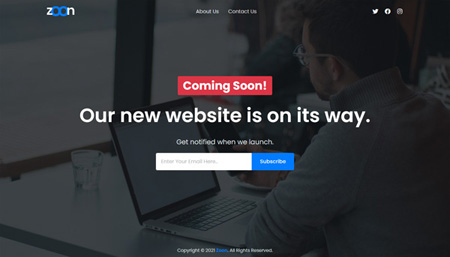 zoon
About Us Contact Us
Coming Soon!
Our new website is on its way.
Get notified when we launch.
Enter Your Email Here..
Subscribe
Copyright © 2021 Zoon. All Rights Reserved.